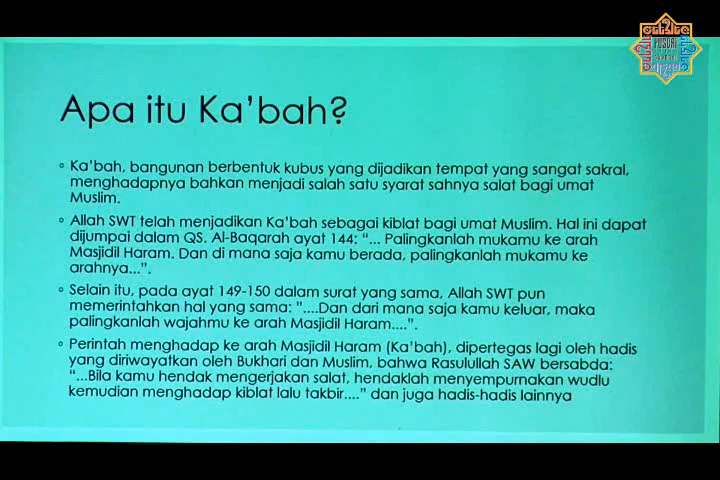 PUSDAI
Apa itu Ka'bah?
◦ Ka'bah, bangunan berbentuk kubus yang dijadikan tempat yang sangat sakral,
menghadapnya bahkan menjadi salah satu syarat sahnya salat bagi umat
Muslim.
◦ Allah SWT telah menjadikan Ka'bah sebagai kiblat bagi umat Muslim. Hal ini dapat
dijumpai dalam QS. Al-Baqarah ayat 144: "... Palingkanlah mukamu ke arah
Masjidil Haram. Dan di mana saja kamu berada, palingkanlah mukamu ke
arahnya...".
◦ Selain itu, pada ayat 149-150 dalam surat yang sama, Allah SWT pun
memerintahkan hal yang sama: "....Dan dari mana saja kamu keluar, maka
palingkanlah wajahmu ke arah Masjidil Haram....".
◦ Perintah menghadap ke arah Masjidil Haram (Ka'bah), dipertegas lagi oleh hadis
yang diriwayatkan oleh Bukhari dan Muslim, bahwa Rasulullah SAW bersabda:
"...Bila kamu hendak mengerjakan salat, hendaklah menyempurnakan wudlu
kemudian menghadap kiblat lalu takbir...." dan juga hadis-hadis lainnya